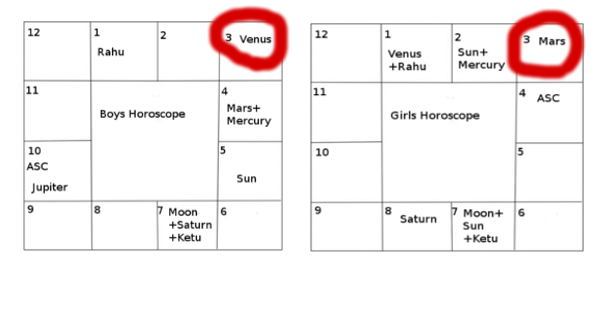 12
1
Rahu
2
3 Venus
11
Boys Horoscope
4
Mars+
Mercury
10
ASC
Jupiter
5
Sun
9
8
7 Moon
+Saturn
+Ketu
6
12
1
Venus
+Rahu
2
Sun+
Mercury
3 Mars
11
Girls Horoscope
4 ASC
10
5
9
8 Saturn
7 Moon+
Sun
+Ketu
6